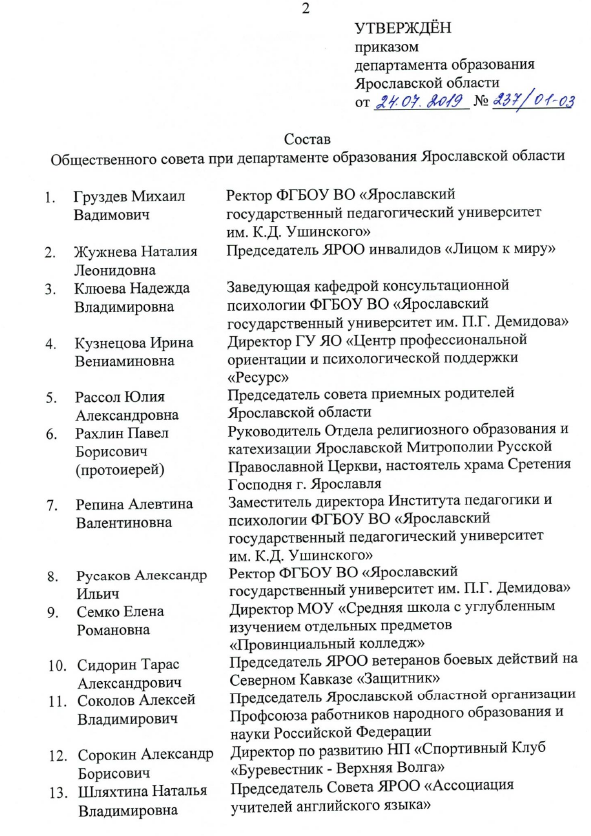 2
УТВЕРЖДЁН
приказом
департамента образования
Ярославской области
от 24.07.2019 № 237/01-03
Состав
Общественного совета при департаменте образования Ярославской области
1. Груздев Михаил Ректор ФГБОУ ВО «Ярославский
Вадимович государственный педагогический университет
им. К.Д. Ушинского»
2. Жужнева Наталия Председатель ЯРОО инвалидов «Лицом к миру»
Леонидовна
3. Клюева Надежда Заведующая кафедрой консультационной
Владимировна психологии ФГБОУ ВО «Ярославский
государственный университет им. П.Г. Демидова»
4. Кузнецова Ирина Директор ГУ ЯО «Центр профессиональной
Вениаминовна ориентации и психологической поддержки
«Ресурс»
5. Рассол Юлия Председатель совета приемных родителей
Александровна Ярославской области
6. Рахлин Павел Руководитель Отдела религиозного образования и
Борисович катехизации Ярославской Митрополии Русской
(протоиерей) Православной Церкви, настоятель храма Сретения
Господня г. Ярославля
7. Репина Алевтина Заместитель директора Института педагогики и
Валентиновна психологии ФГБОУ ВО «Ярославский
государственный педагогический университет
им. К.Д. Ушинского»
8. Русаков Александр Ректор ФГБОУ ВО «Ярославский
Ильич государственный университет им. П.Г. Демидова»
9. Семко Елена Директор МОУ «Средняя школа с углубленным
Романовна изучением отдельных предметов
«Провинциальный колледж»
10. Сидорин Тарас Председатель ЯРОО ветеранов боевых действий на
Александрович Северном Кавказе «Защитник»
11. Соколов Алексей Председатель Ярославской областной организации
Владимирович Профсоюза работников народного образования и
науки Российской Федерации
12. Сорокин Александр Директор по развитию НП «Спортивный Клуб
Борисович «Буревестник - Верхняя Волга»
13. Шляхтина Наталья Председатель Совета ЯРОО «Ассоциация
Владимировна учителей английского языка»